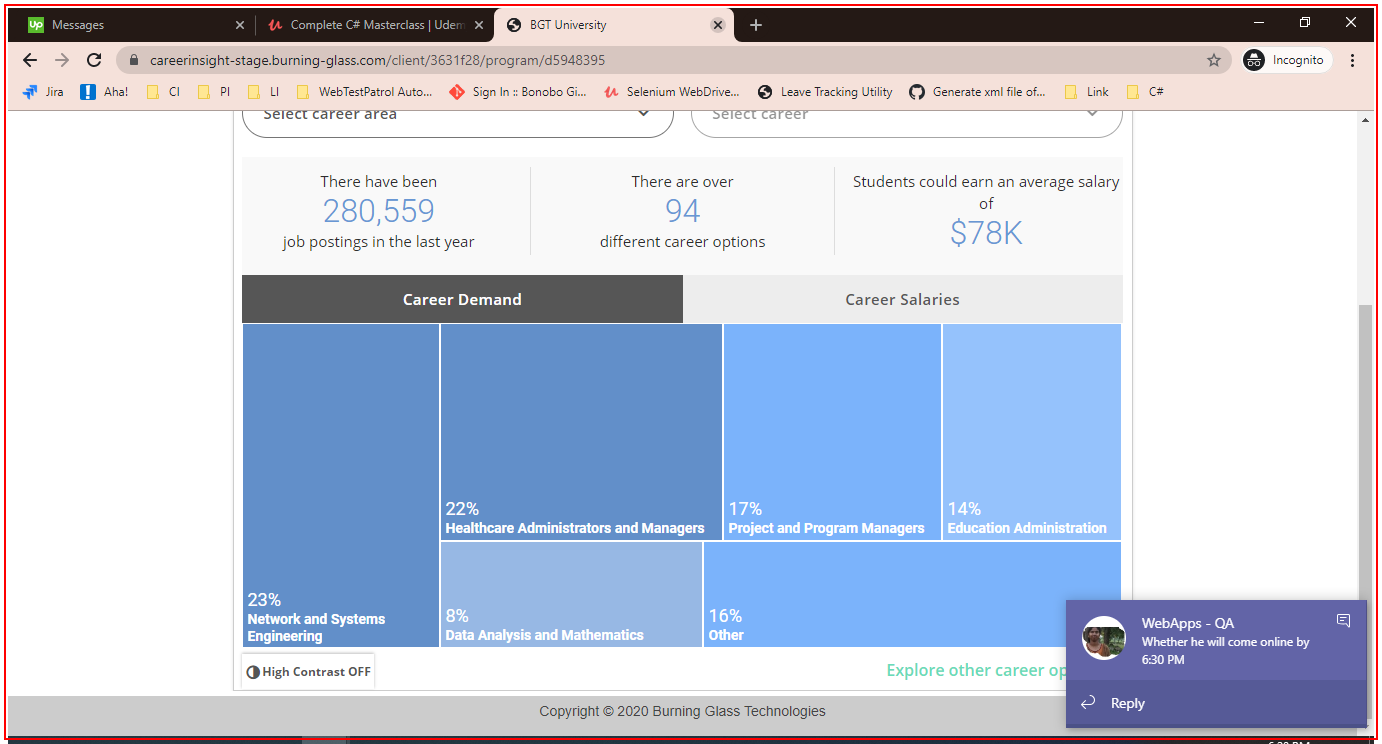 Messages
Complete C# Masterclass | Udem
BGT University
careerinsight-stage.burning-glass.com/client/3631f28/program/d5948395
Incognito
Jira
Aha!
CI
PI
LI
WebTestPatrol Auto...
Sign In :: Bonobo Gi...
Selenium WebDrive...
Leave Tracking Utility
Generate xml file of...
Link
C#
Select career area
Select career
There have been
280,559
job postings in the last year
There are over
94
different career options
Students could earn an average salary
of
$78K
Career Demand
Career Salaries
23%
Network and Systems
Engineering
22%
Healthcare Administrators and Managers
17%
Project and Program Managers
14%
Education Administration
8%
Data Analysis and Mathematics
16%
Other
High Contrast OFF
Explore other career op
WebApps - QA
Whether he will come online by
6:30 PM
Reply
Copyright © 2020 Burning Glass Technologies